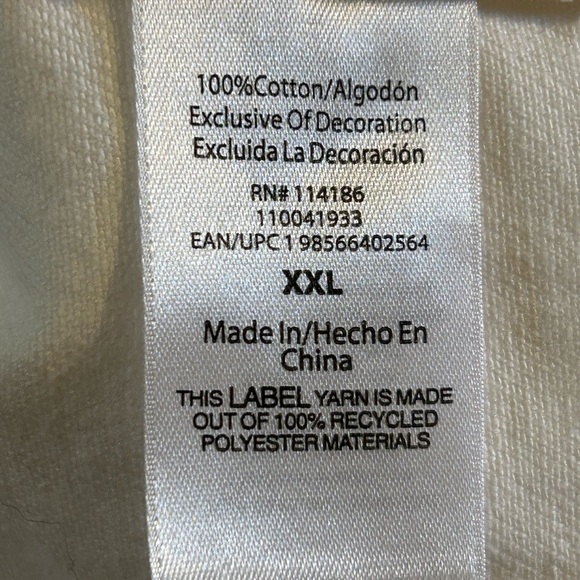 100%Cotton/Algodón
Exclusive Of Decoration
Excluida La Decoración
RN# 114186
110041933
EAN/UPC 1 98566402564
XXL
Made In/Hecho En
China
THIS LABEL YARN IS MADE
OUT OF 100% RECYCLED
POLYESTER MATERIALS